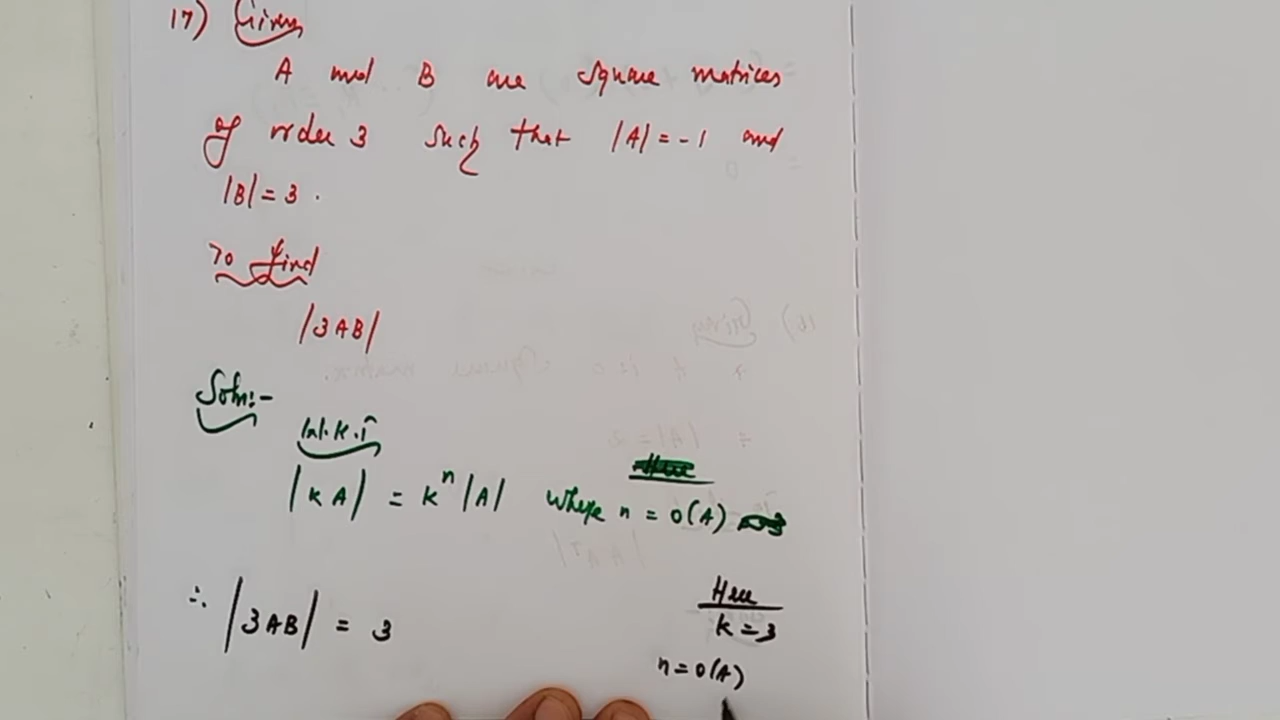 17) Given
A and B are Square matrices
of order 3 such that |A| = -1 and
|B| = 3 .
To find
|3AB|
Soln:-
W.K.T
|KA| = K^n |A| where n = O(A)
Here
∴ |3AB| = 3
K = 3
n = O(A)